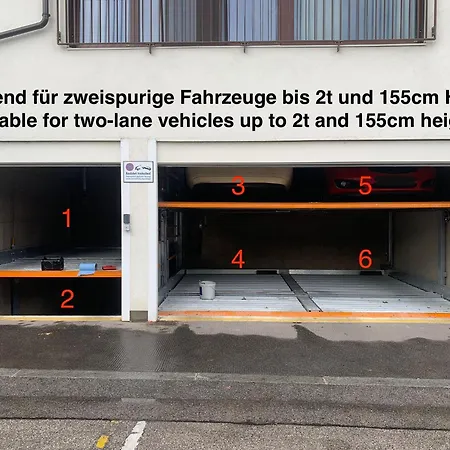 end für zweispurige Fahrzeuge bis 2t und 155cm H
able for two-lane vehicles up to 2t and 155cm heig
3 5
1
4 6
2